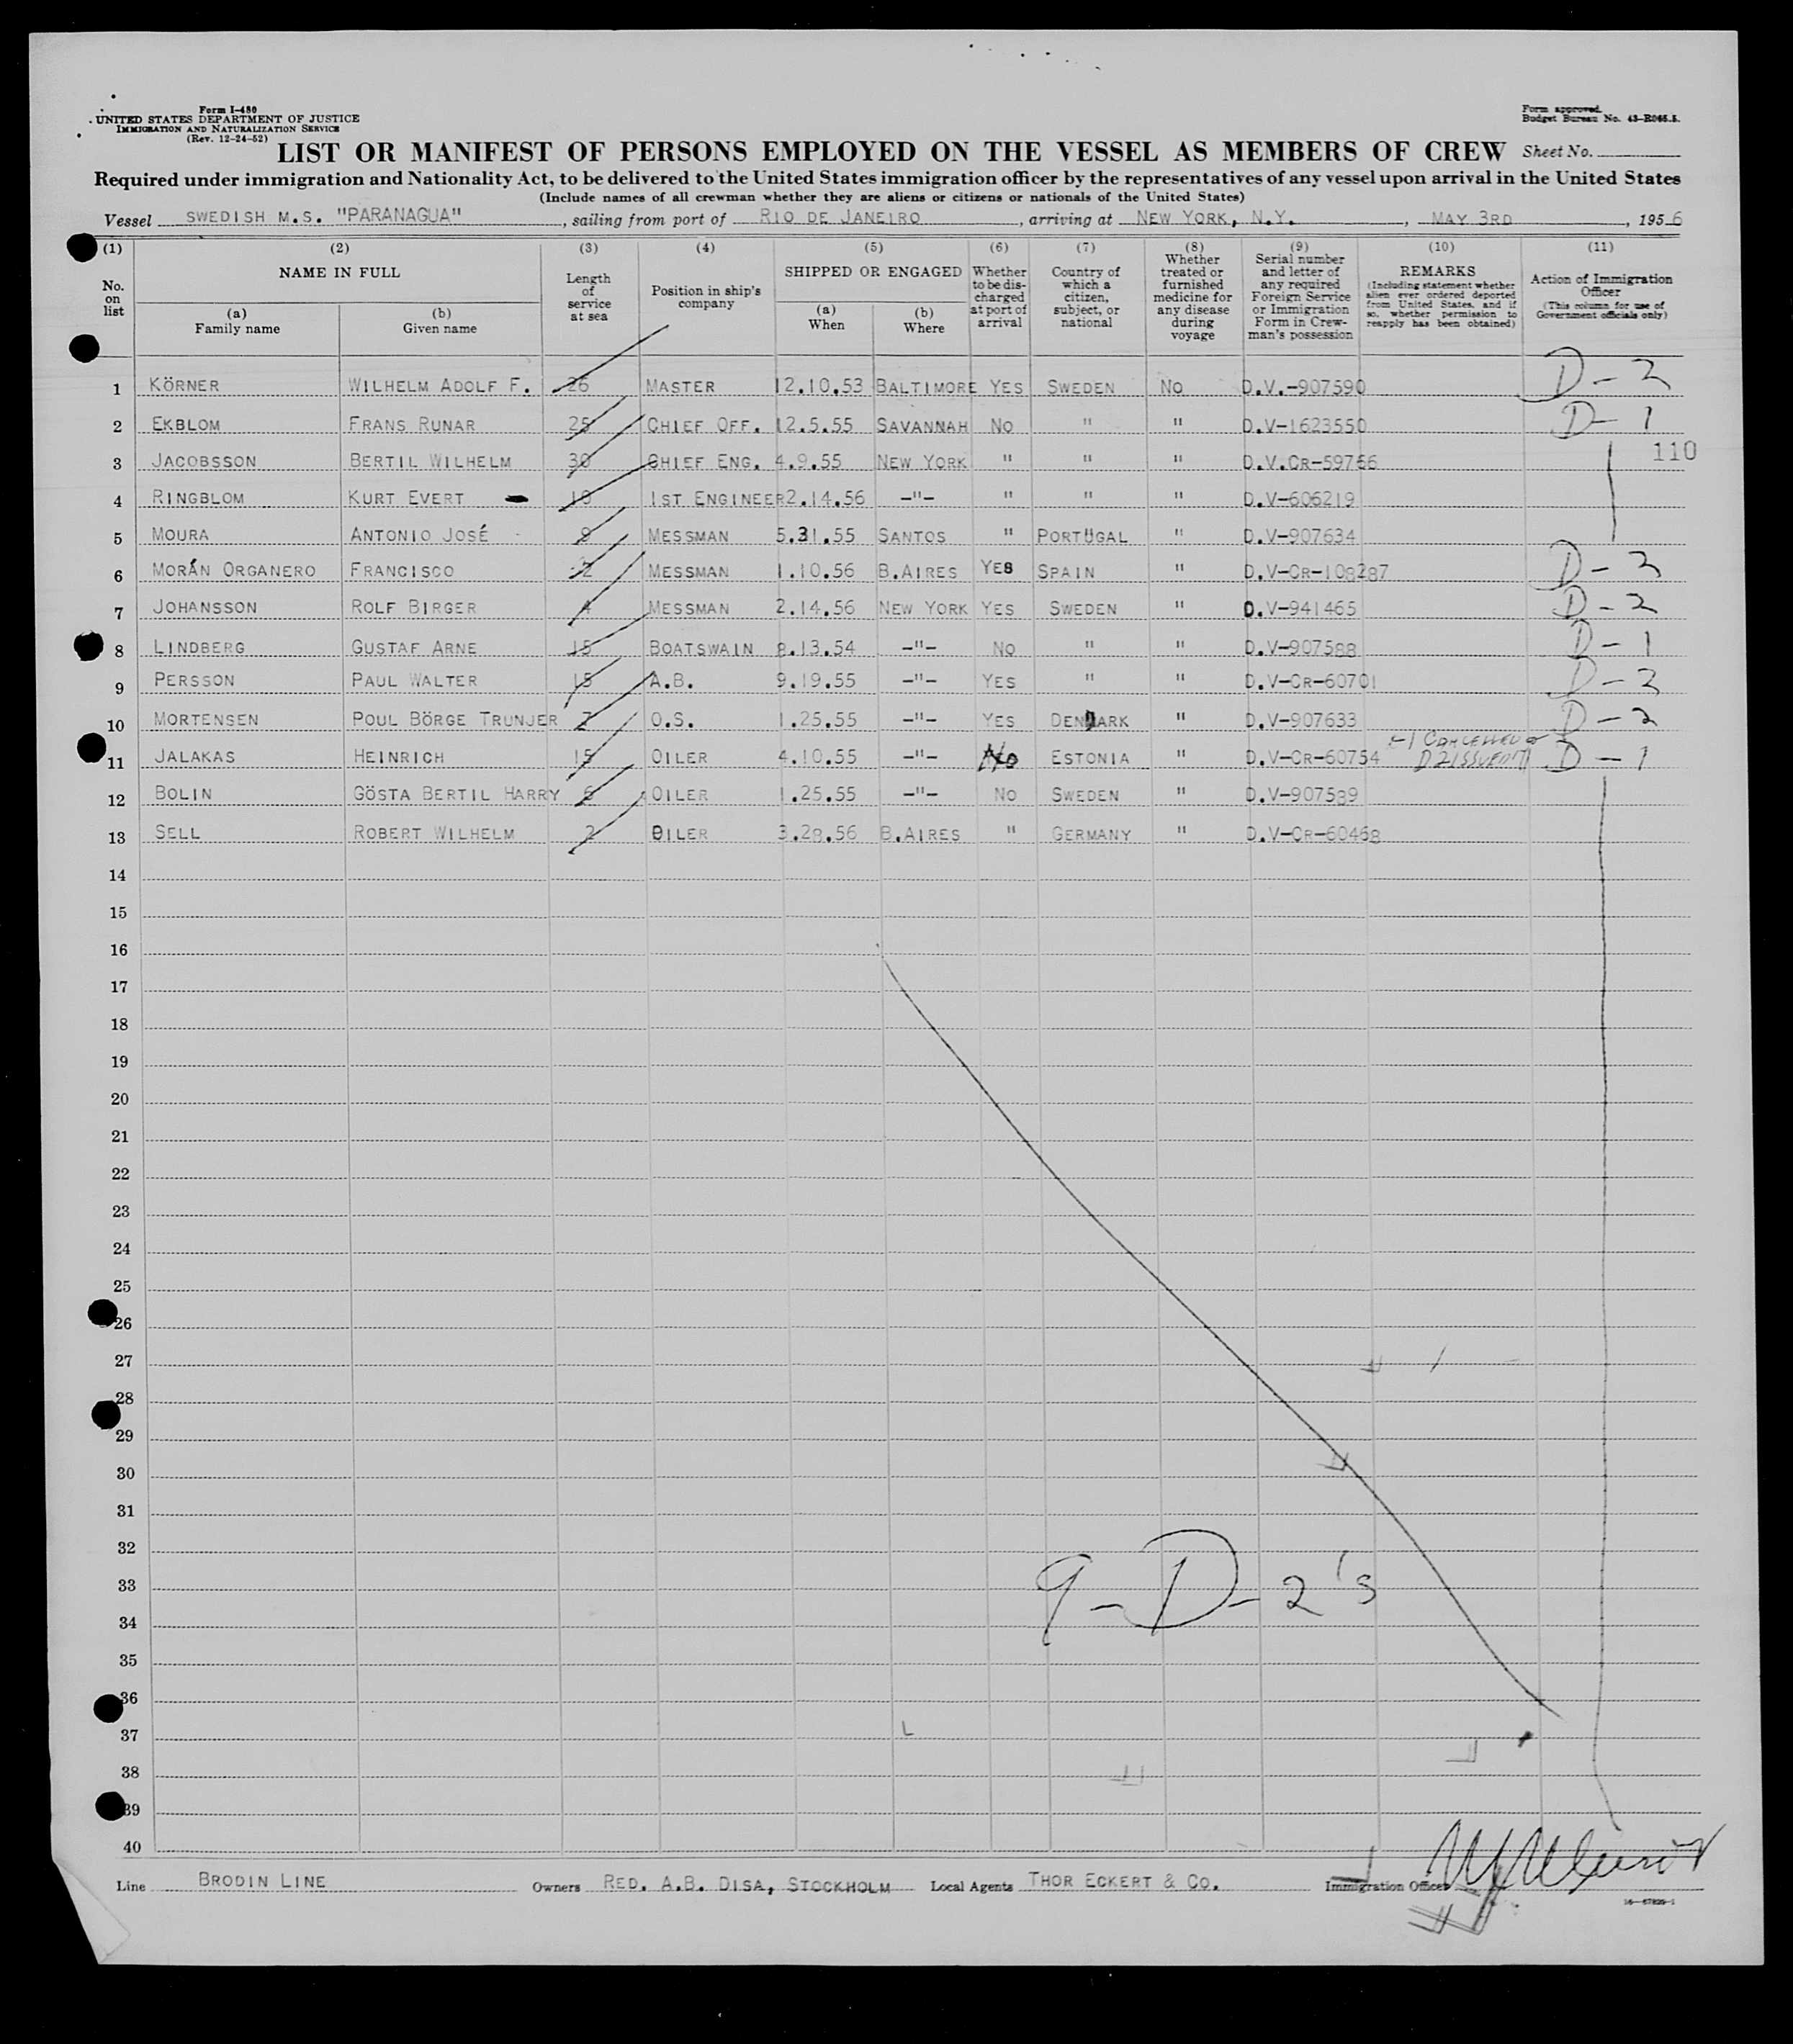 Form I-480
UNITED STATES DEPARTMENT OF JUSTICE
IMMIGRATION AND NATURALIZATION SERVICE
(Rev. 12-24-52)
Form approved.
Budget Bureau No. 43-R065.5.
LIST OR MANIFEST OF PERSONS EMPLOYED ON THE VESSEL AS MEMBERS OF CREW Sheet No.
Required under immigration and Nationality Act, to be delivered to the United States immigration officer by the representatives of any vessel upon arrival in the United States
(Include names of all crewman whether they are aliens or citizens or nationals of the United States)
Vessel SWEDISH M.S. "PARANAGUA", sailing from port of RIO DE JANEIRO, arriving at NEW YORK, N.Y., MAY 3RD, 1956
(1) (2) (3) (4) (5) (6) (7) (8) (9) (10) (11)
No. on list
NAME IN FULL
(a) Family name
(b) Given name
Length of service at sea
Position in ship's company
SHIPPED OR ENGAGED
(a) When
(b) Where
Whether to be discharged at port of arrival
Country of which a citizen, subject, or national
Whether treated or furnished medicine for any disease during voyage
Serial number and letter of any required Foreign Service or Immigration Form in Crewman's possession
REMARKS
(Including statement whether alien ever ordered deported from United States, and if so, whether permission to reapply has been obtained)
Action of Immigration Officer
(This column for use of Government officials only)
1 KÖRNER WILHELM ADOLF F. 26 MASTER 12.10.53 BALTIMORE YES SWEDEN NO D.V.-907590 D-2
2 EKBLOM FRANS RUNAR 25 CHIEF OFF. 12.5.55 SAVANNAH NO " " D.V-1623550 D-1
3 JACOBSSON BERTIL WILHELM 30 CHIEF ENG. 4.9.55 NEW YORK " " " D.V.CR-59766 110
4 RINGBLOM KURT EVERT 18 1ST ENGINEER 2.14.56 -"- " " " D.V-606219
5 MOURA ANTONIO JOSÉ 9 MESSMAN 5.31.55 SANTOS " PORTUGAL " D.V-907634
6 MORÁN ORGANERO FRANCISCO 2 MESSMAN 1.10.56 B.AIRES YES SPAIN " D.V-CR-108287 D-2
7 JOHANSSON ROLF BIRGER 4 MESSMAN 2.14.56 NEW YORK YES SWEDEN " D.V-941465 D-2
8 LINDBERG GUSTAF ARNE 15 BOATSWAIN 8.13.54 -"- NO " " D.V-907588 D-1
9 PERSSON PAUL WALTER 15 A.B. 9.19.55 -"- YES " " D.V-CR-60701 D-2
10 MORTENSEN POUL BÖRGE TRUNJER 7 O.S. 1.25.55 -"- YES DENMARK " D.V-907633 D-2
11 JALAKAS HEINRICH 15 OILER 4.10.55 -"- NO ESTONIA " D.V-CR-60754 CANCELLED D2 ISSUED D-1
12 BOLIN GÖSTA BERTIL HARRY 6 OILER 1.25.55 -"- NO SWEDEN " D.V-907589
13 SELL ROBERT WILHELM 2 OILER 3.28.56 B.AIRES " GERMANY " D.V-CR-60468
14
15
16
17
18
19
20
21
22
23
24
25
26
27
28
29
30
31
32
33
34
35
36
37
38
39
40
9-D-2's
Line BRODIN LINE Owners RED. A.B. DISA, STOCKHOLM Local Agents THOR ECKERT & CO. Immigration Officer